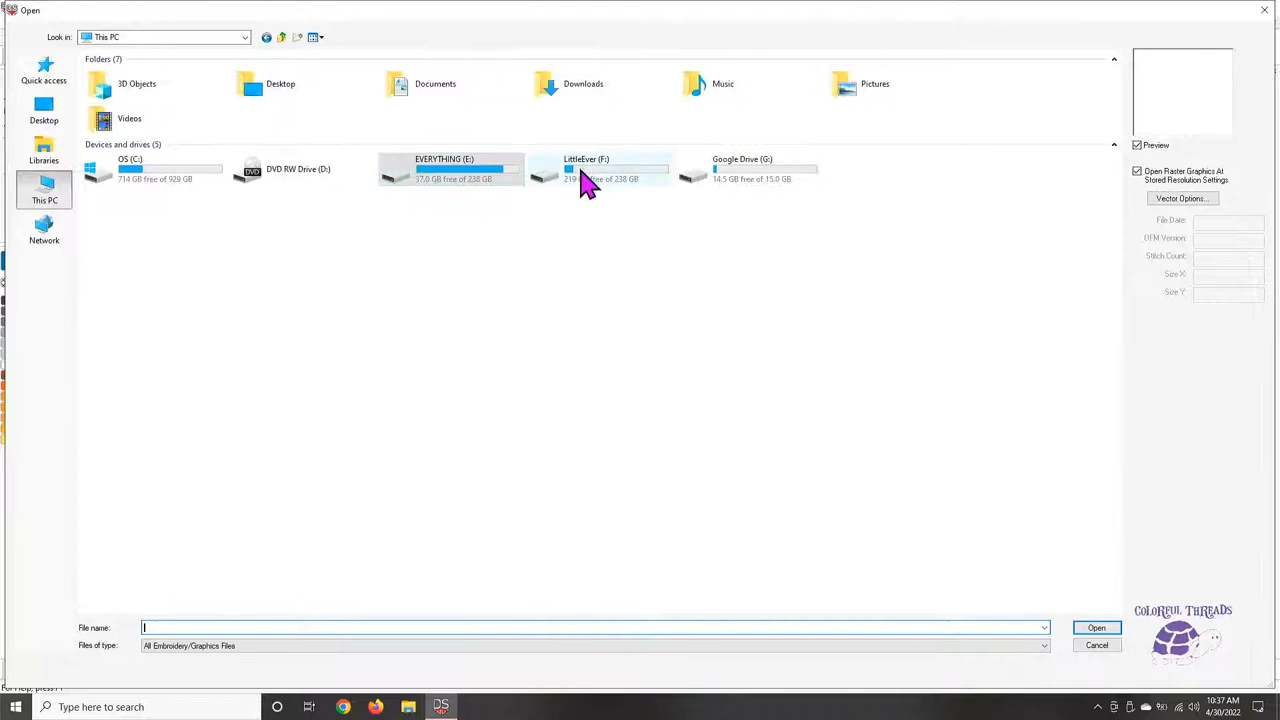 Open
Look in:
This PC
Quick access
Desktop
Libraries
This PC
Network
Folders (7)
3D Objects
Desktop
Documents
Downloads
Music
Pictures
Videos
Devices and drives (5)
OS (C:)
714 GB free of 929 GB
DVD RW Drive (D:)
EVERYTHING (E:)
37.0 GB free of 238 GB
LittleEver (F:)
219 free of 238 GB
Google Drive (G:)
14.5 GB free of 15.0 GB
Preview
Open Raster Graphics At
Stored Resolution Settings
Vector Options...
File Date:
OFM Version:
Stitch Count:
Size X:
Size Y:
COLORFUL THREADS
File name:
Open
Files of type:
All Embroidery/Graphics Files
Cancel
DS
Type here to search
10:37 AM
4/30/2022